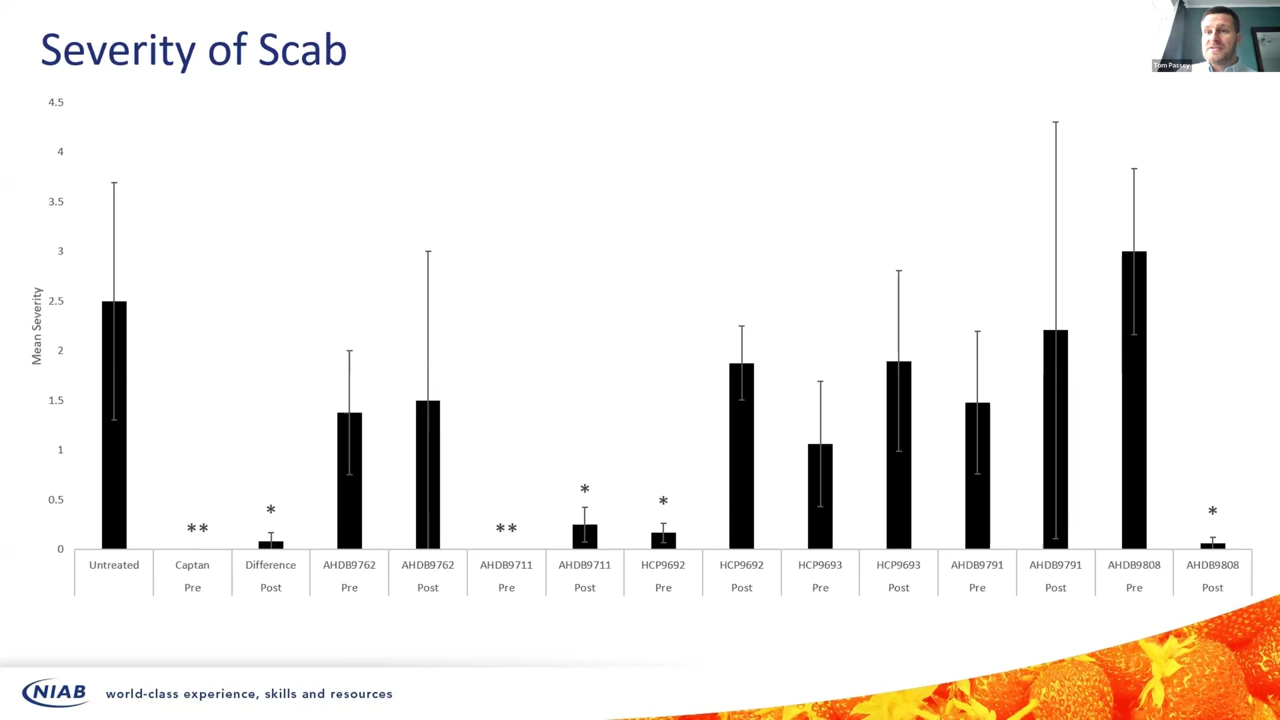 Severity of Scab
Tom Passey
4.5
4
3.5
3
2.5
2
1.5
1
0.5
0
Mean Severity
** * ** * * *
Untreated Captan Difference AHDB9762 AHDB9762 AHDB9711 AHDB9711 HCP9692 HCP9692 HCP9693 HCP9693 AHDB9791 AHDB9791 AHDB9808 AHDB9808
Pre Post Pre Post Pre Post Pre Post Pre Post Pre Post Pre Post
NIAB world-class experience, skills and resources